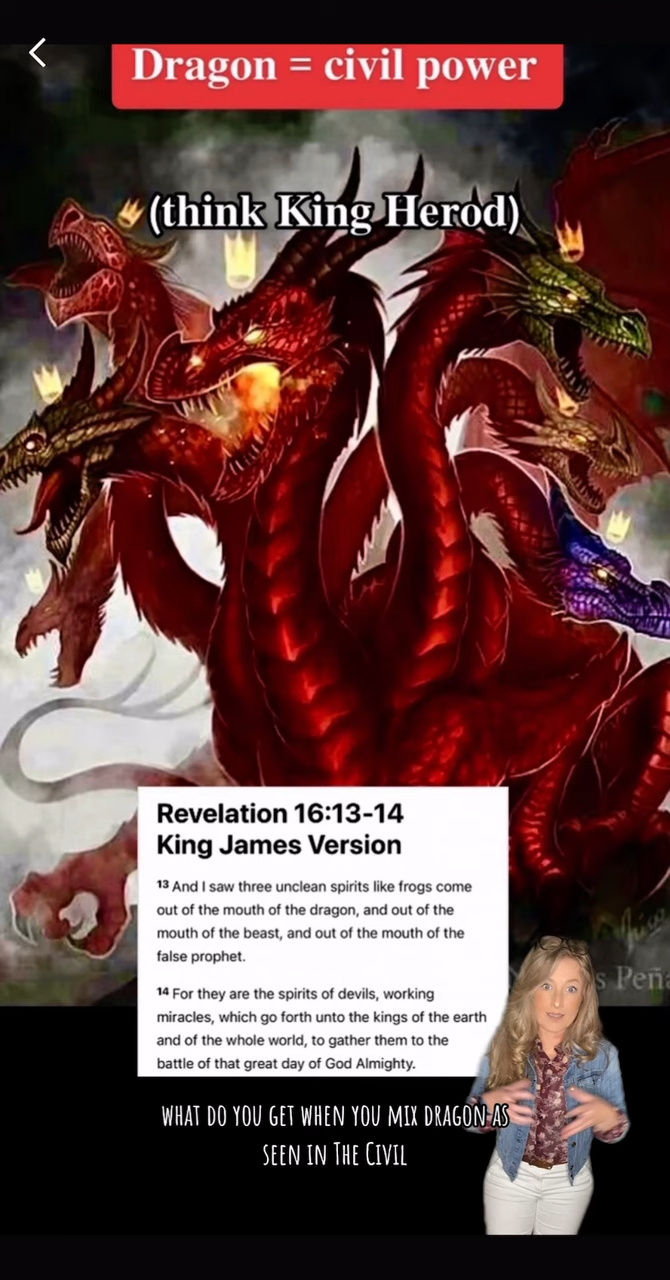 Dragon = civil power
(think King Herod)
Revelation 16:13-14
King James Version
13 And I saw three unclean spirits like frogs come
out of the mouth of the dragon, and out of the
mouth of the beast, and out of the mouth of the
false prophet.
14 For they are the spirits of devils, working
miracles, which go forth unto the kings of the earth
and of the whole world, to gather them to the
battle of that great day of God Almighty.
WHAT DO YOU GET WHEN YOU MIX DRAGON AS
SEEN IN THE CIVIL